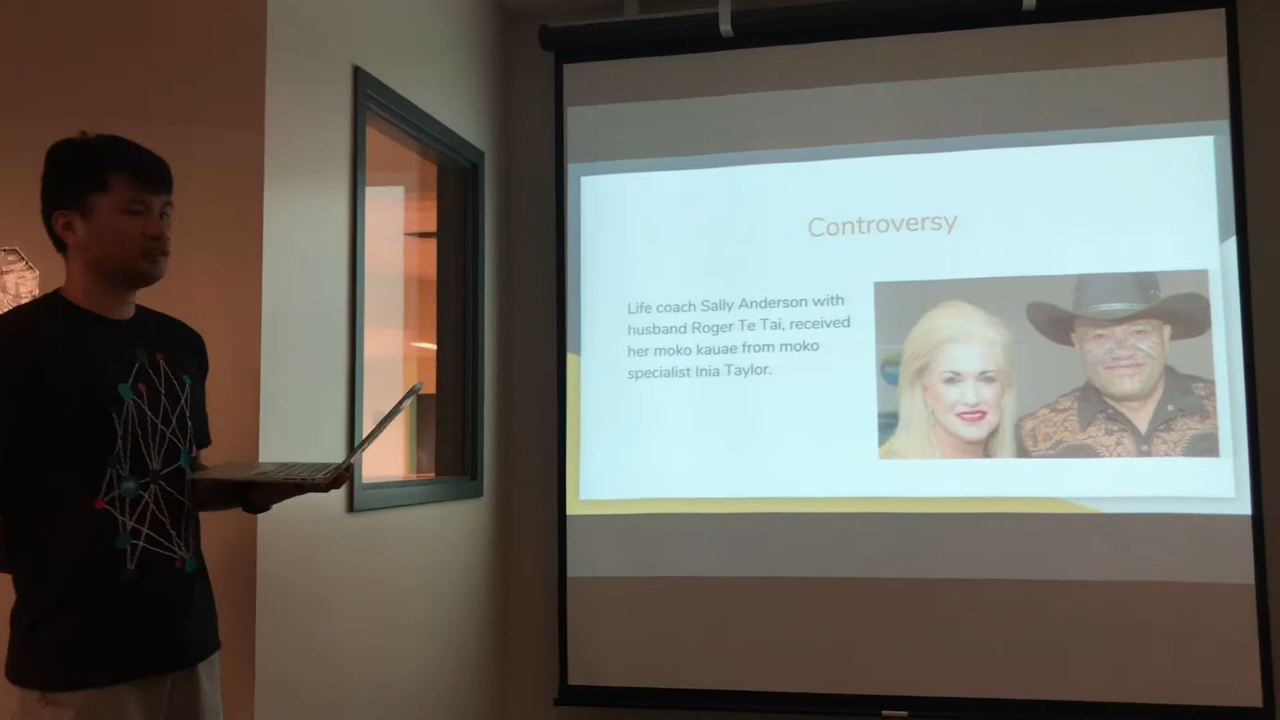 Controversy
Life coach Sally Anderson with
husband Roger Te Tai, received
her moko kauae from moko
specialist Inia Taylor.